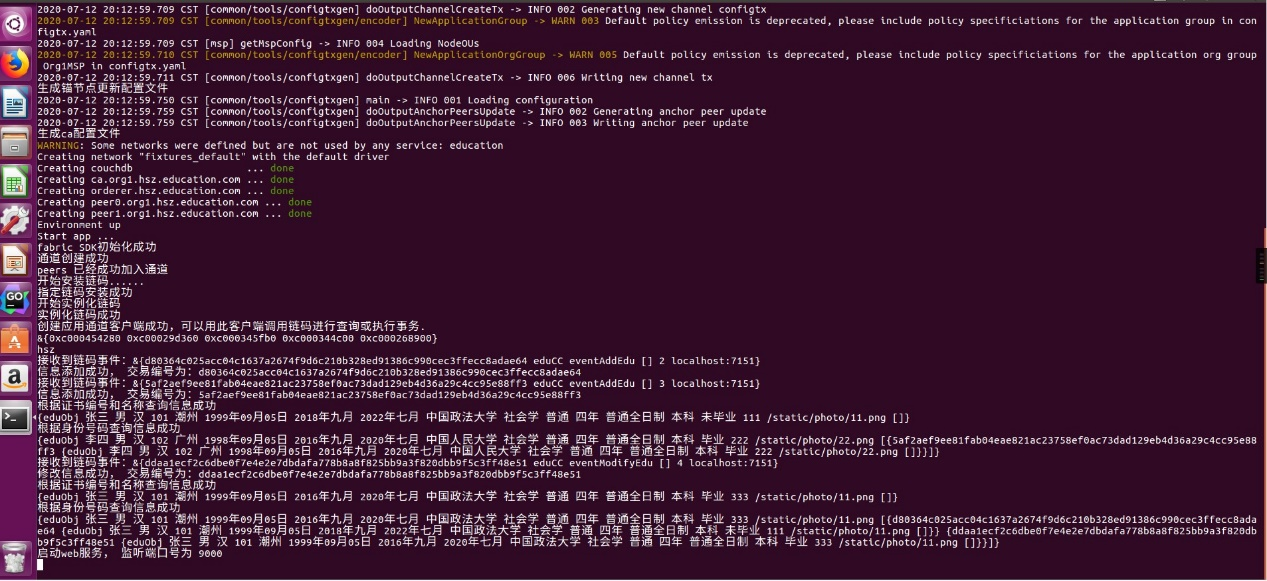 2020-07-12 20:12:59.709 CST [common/tools/configtxgen] doOutputChannelCreateTx -> INFO 002 Generating new channel configtx
2020-07-12 20:12:59.709 CST [common/tools/configtxgen/encoder] NewApplicationGroup -> WARN 003 Default policy emission is deprecated, please include policy specificiations for the application group in con
figtx.yaml
2020-07-12 20:12:59.709 CST [msp] getMspConfig -> INFO 004 Loading NodeOUs
2020-07-12 20:12:59.710 CST [common/tools/configtxgen/encoder] NewApplicationOrgGroup -> WARN 005 Default policy emission is deprecated, please include policy specificiations for the application org group
Org1MSP in configtx.yaml
2020-07-12 20:12:59.711 CST [common/tools/configtxgen] doOutputChannelCreateTx -> INFO 006 Writing new channel tx
生成锚节点更新配置文件
2020-07-12 20:12:59.750 CST [common/tools/configtxgen] main -> INFO 001 Loading configuration
2020-07-12 20:12:59.759 CST [common/tools/configtxgen] doOutputAnchorPeersUpdate -> INFO 002 Generating anchor peer update
2020-07-12 20:12:59.759 CST [common/tools/configtxgen] doOutputAnchorPeersUpdate -> INFO 003 Writing anchor peer update
生成ca配置文件
WARNING: Some networks were defined but are not used by any service: education
Creating network "fixtures_default" with the default driver
Creating couchdb ... done
Creating ca.org1.hsz.education.com ... done
Creating orderer.hsz.education.com ... done
Creating peer0.org1.hsz.education.com ... done
Creating peer1.org1.hsz.education.com ... done
Environment up
Start app ...
fabric SDK初始化成功
通道创建成功
peers 已经成功加入通道
开始安装链码......
指定链码安装成功
开始实例化链码
实例化链码成功
创建应用通道客户端成功，可以用此客户端调用链码进行查询或执行事务.
&{0xc000454280 0xc00029d360 0xc000345fb0 0xc000344c00 0xc000268900}
hsz
接收到链码事件：&{d80364c025acc04c1637a2674f9d6c210b328ed91386c990cec3ffecc8adae64 eduCC eventAddEdu [] 2 localhost:7151}
信息添加成功， 交易编号为：d80364c025acc04c1637a2674f9d6c210b328ed91386c990cec3ffecc8adae64
接收到链码事件：&{5af2aef9ee81fab04eae821ac23758ef0ac73dad129eb4d36a29c4cc95e88ff3 eduCC eventAddEdu [] 3 localhost:7151}
信息添加成功， 交易编号为：5af2aef9ee81fab04eae821ac23758ef0ac73dad129eb4d36a29c4cc95e88ff3
根据证书编号和名称查询信息成功
{eduObj 张三 男 汉 101 潮州 1999年09月05日 2018年九月 2022年七月 中国政法大学 社会学 普通 四年 普通全日制 本科 未毕业 111 /static/photo/11.png []}
根据身份号码查询信息成功
{eduObj 李四 男 汉 102 广州 1998年09月05日 2016年九月 2020年七月 中国人民大学 社会学 普通 四年 普通全日制 本科 毕业 222 /static/photo/22.png [{5af2aef9ee81fab04eae821ac23758ef0ac73dad129eb4d36a29c4cc95e88
ff3 {eduObj 李四 男 汉 102 广州 1998年09月05日 2016年九月 2020年七月 中国人民大学 社会学 普通 四年 普通全日制 本科 毕业 222 /static/photo/22.png []}}]}
接收到链码事件：&{ddaa1ecf2c6dbe0f7e4e2e7dbdafa778b8a8f825bb9a3f820dbb9f5c3ff48e51 eduCC eventModifyEdu [] 4 localhost:7151}
修改信息成功， 交易编号为：ddaa1ecf2c6dbe0f7e4e2e7dbdafa778b8a8f825bb9a3f820dbb9f5c3ff48e51
根据证书编号和名称查询信息成功
{eduObj 张三 男 汉 101 潮州 1999年09月05日 2016年九月 2020年七月 中国政法大学 社会学 普通 四年 普通全日制 本科 毕业 333 /static/photo/11.png []}
根据身份号码查询信息成功
{eduObj 张三 男 汉 101 潮州 1999年09月05日 2016年九月 2020年七月 中国政法大学 社会学 普通 四年 普通全日制 本科 毕业 333 /static/photo/11.png [{d80364c025acc04c1637a2674f9d6c210b328ed91386c990cec3ffecc8ada
e64 {eduObj 张三 男 汉 101 潮州 1999年09月05日 2018年九月 2022年七月 中国政法大学 社会学 普通 四年 普通全日制 本科 未毕业 111 /static/photo/11.png []}} {ddaa1ecf2c6dbe0f7e4e2e7dbdafa778b8a8f825bb9a3f820db
b9f5c3ff48e51 {eduObj 张三 男 汉 101 潮州 1999年09月05日 2016年九月 2020年七月 中国政法大学 社会学 普通 四年 普通全日制 本科 毕业 333 /static/photo/11.png []}}]}
启动web服务， 监听端口号为 9000